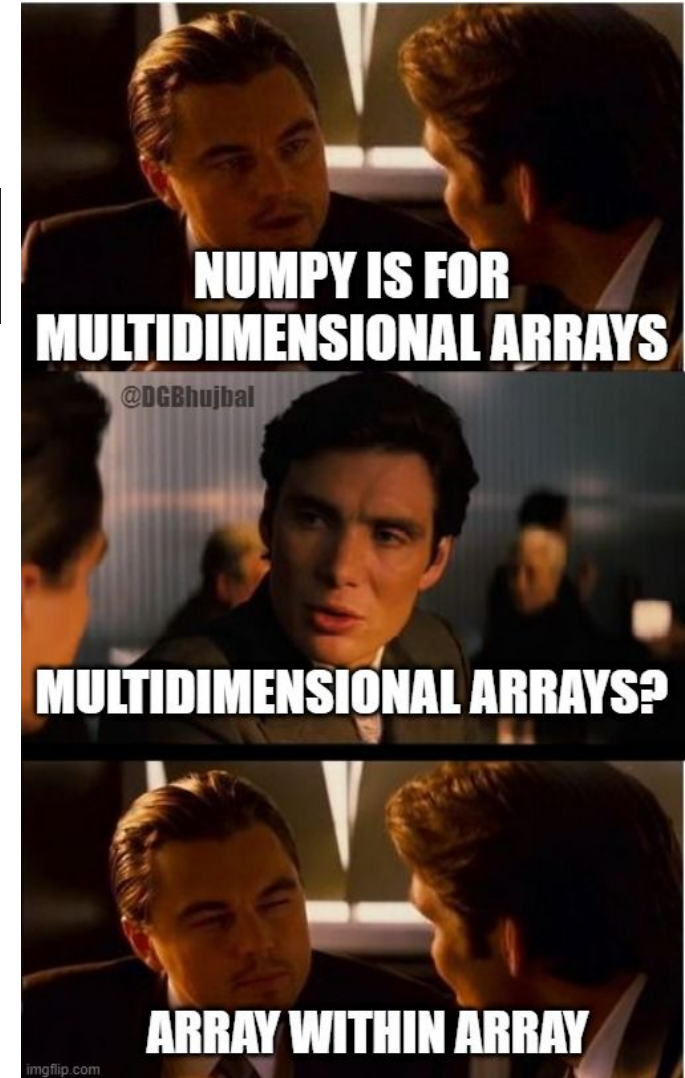 NUMPY IS FOR
MULTIDIMENSIONAL ARRAYS
@DGBhujbal
MULTIDIMENSIONAL ARRAYS?
ARRAY WITHIN ARRAY
imgflip.com